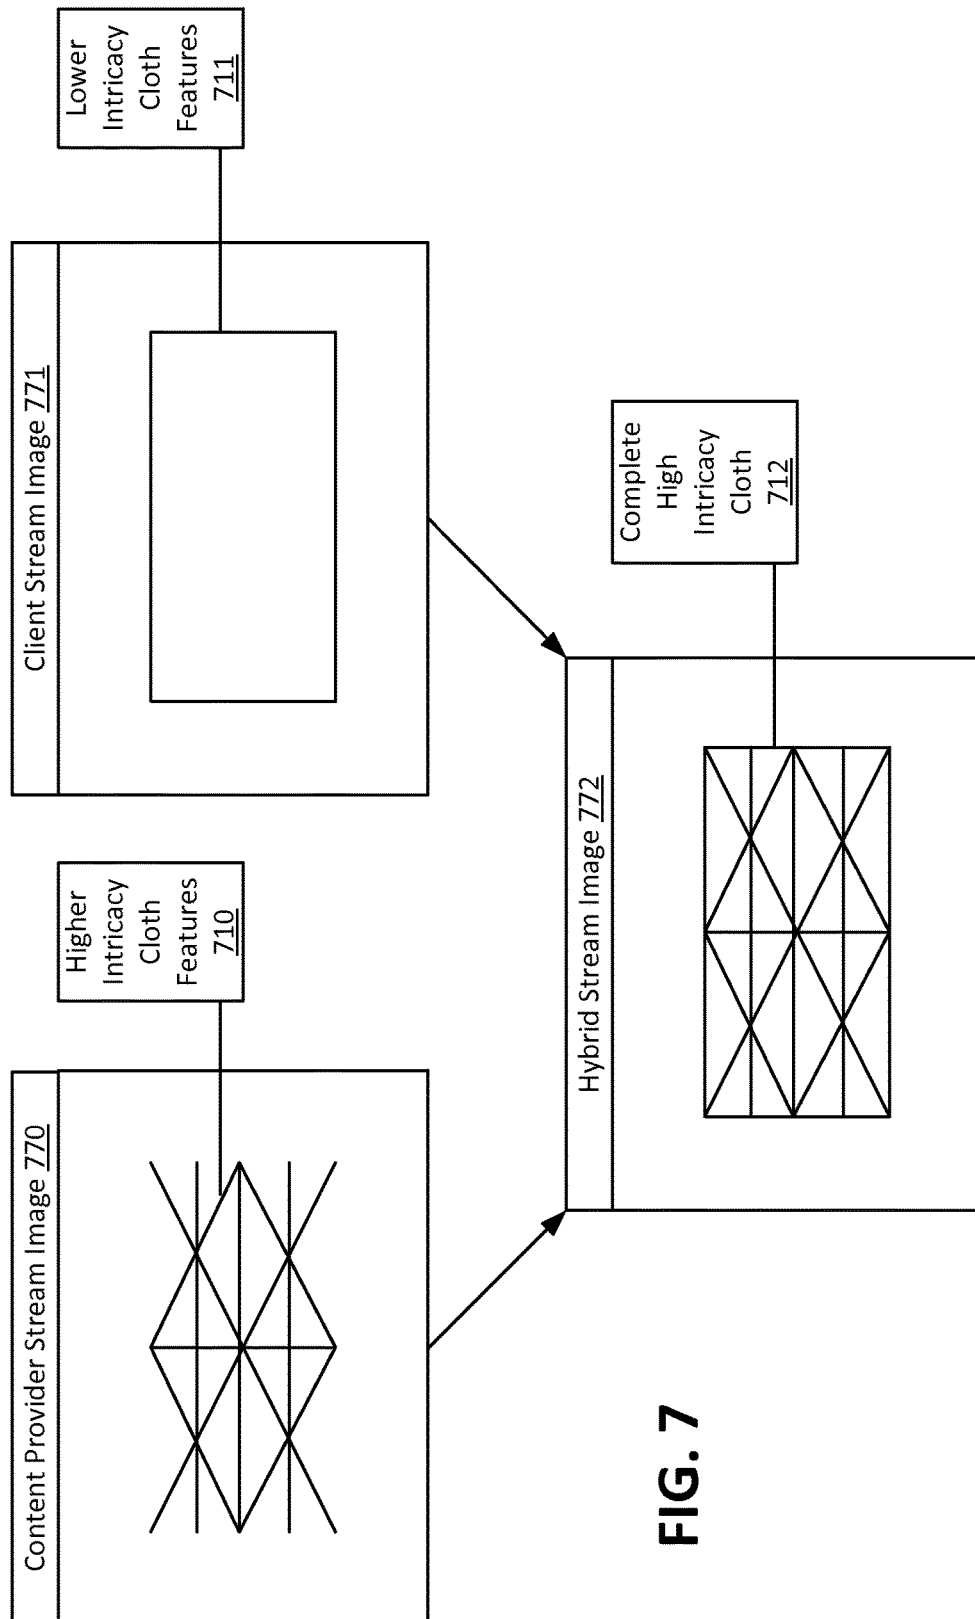 Content Provider Stream Image 770
Higher
Intricacy
Cloth
Features
710
Client Stream Image 771
Lower
Intricacy
Cloth
Features
711
Hybrid Stream Image 772
Complete
High
Intricacy
Cloth
712
FIG. 7